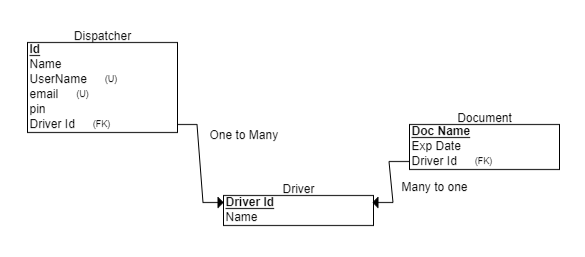 Dispatcher
Id
Name
UserName (U)
email (U)
pin
Driver Id (FK)
One to Many
Document
Doc Name
Exp Date
Driver Id (FK)
Many to one
Driver
Driver Id
Name